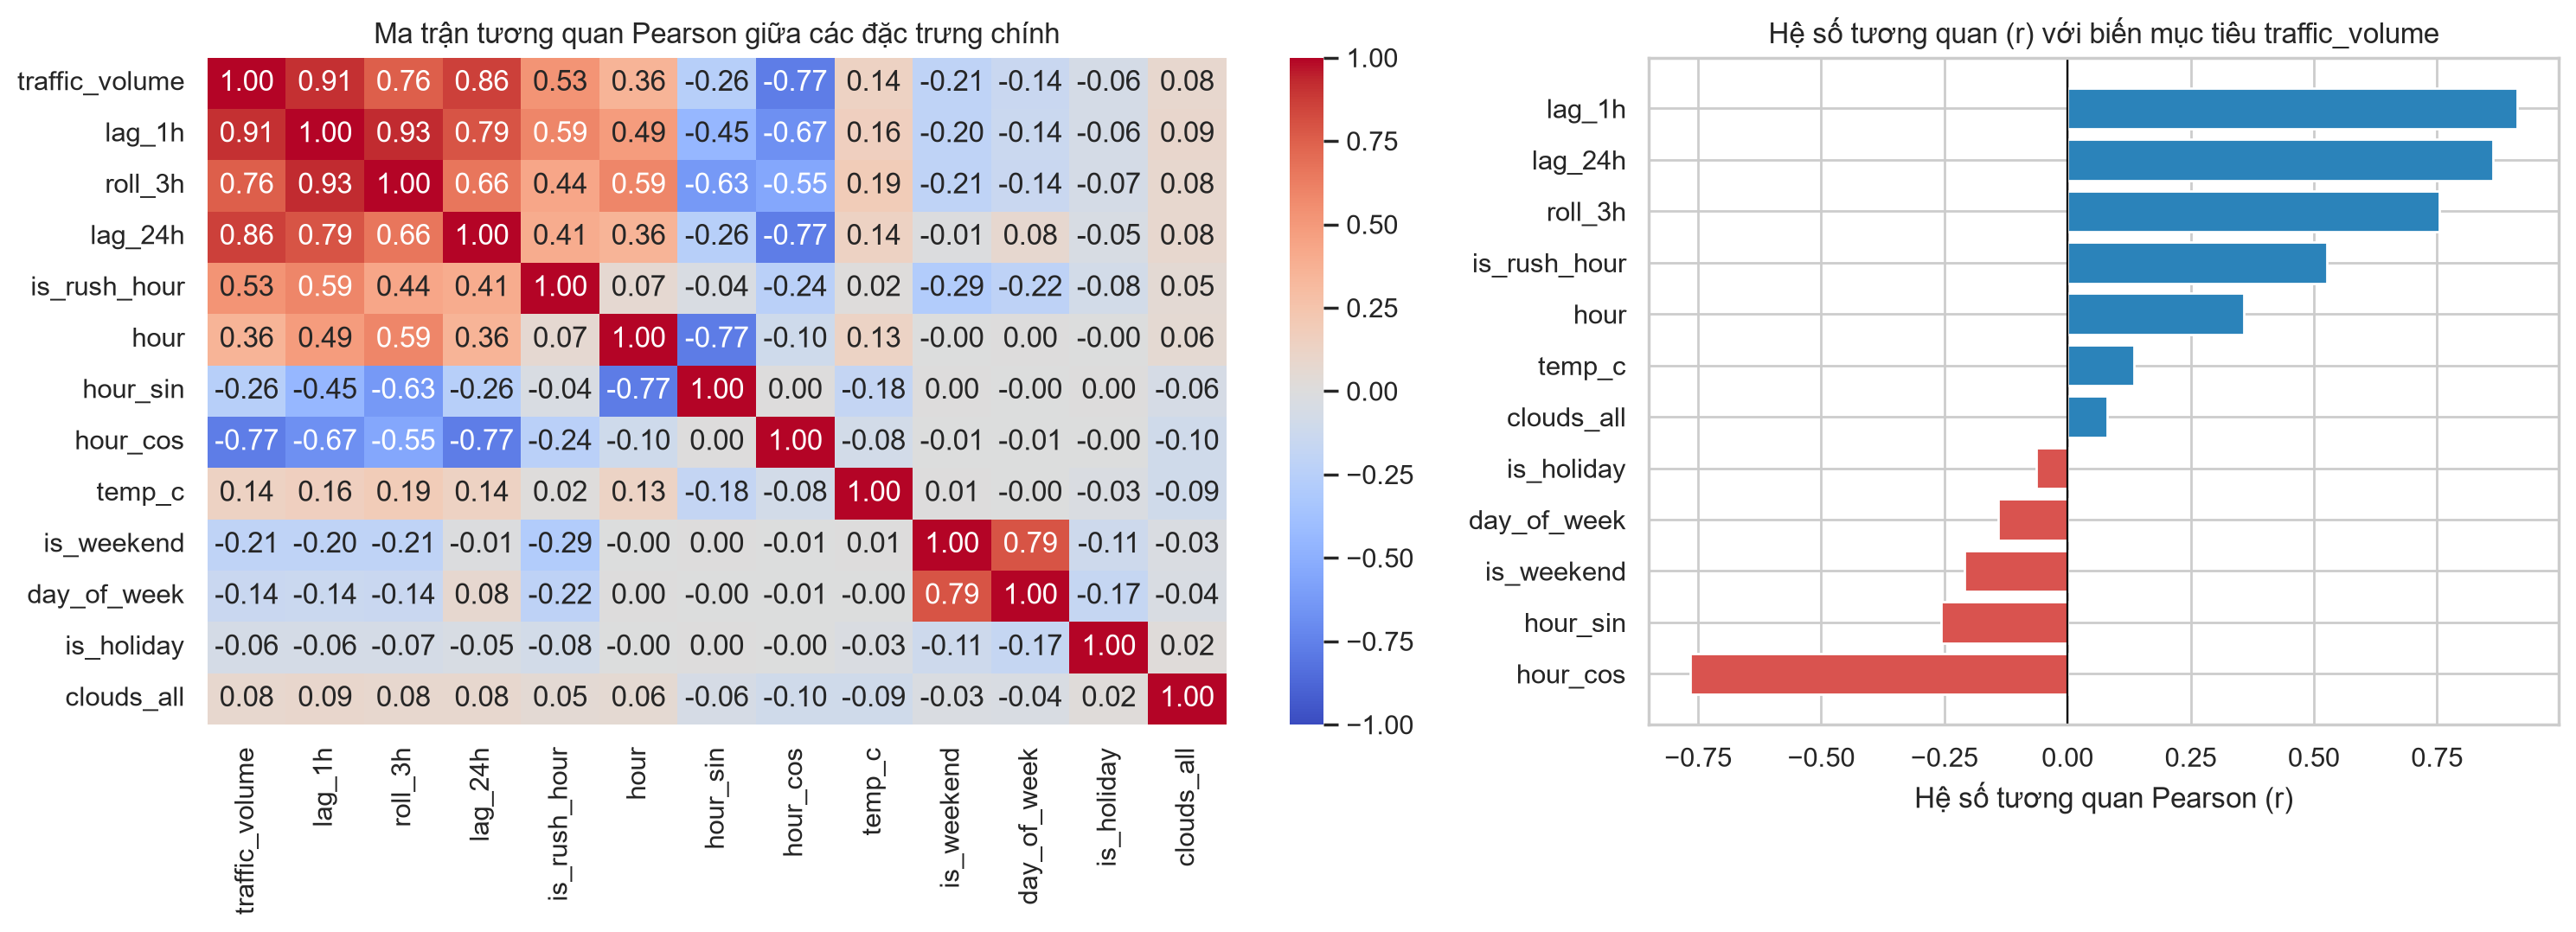 Ma trận tương quan Pearson giữa các đặc trưng chính
traffic_volume 1.00 0.91 0.76 0.86 0.53 0.36 -0.26 -0.77 0.14 -0.21 -0.14 -0.06 0.08
lag_1h 0.91 1.00 0.93 0.79 0.59 0.49 -0.45 -0.67 0.16 -0.20 -0.14 -0.06 0.09
roll_3h 0.76 0.93 1.00 0.66 0.44 0.59 -0.63 -0.55 0.19 -0.21 -0.14 -0.07 0.08
lag_24h 0.86 0.79 0.66 1.00 0.41 0.36 -0.26 -0.77 0.14 -0.01 0.08 -0.05 0.08
is_rush_hour 0.53 0.59 0.44 0.41 1.00 0.07 -0.04 -0.24 0.02 -0.29 -0.22 -0.08 0.05
hour 0.36 0.49 0.59 0.36 0.07 1.00 -0.77 -0.10 0.13 -0.00 0.00 -0.00 0.06
hour_sin -0.26 -0.45 -0.63 -0.26 -0.04 -0.77 1.00 0.00 -0.18 0.00 -0.00 0.00 -0.06
hour_cos -0.77 -0.67 -0.55 -0.77 -0.24 -0.10 0.00 1.00 -0.08 -0.01 -0.01 -0.00 -0.10
temp_c 0.14 0.16 0.19 0.14 0.02 0.13 -0.18 -0.08 1.00 0.01 -0.00 -0.03 -0.09
is_weekend -0.21 -0.20 -0.21 -0.01 -0.29 -0.00 0.00 -0.01 0.01 1.00 0.79 -0.11 -0.03
day_of_week -0.14 -0.14 -0.14 0.08 -0.22 0.00 -0.00 -0.01 -0.00 0.79 1.00 -0.17 -0.04
is_holiday -0.06 -0.06 -0.07 -0.05 -0.08 -0.00 0.00 -0.00 -0.03 -0.11 -0.17 1.00 0.02
clouds_all 0.08 0.09 0.08 0.08 0.05 0.06 -0.06 -0.10 -0.09 -0.03 -0.04 0.02 1.00
traffic_volume lag_1h roll_3h lag_24h is_rush_hour hour hour_sin hour_cos temp_c is_weekend day_of_week is_holiday clouds_all
1.00
0.75
0.50
0.25
0.00
−0.25
−0.50
−0.75
−1.00
Hệ số tương quan (r) với biến mục tiêu traffic_volume
lag_1h
lag_24h
roll_3h
is_rush_hour
hour
temp_c
clouds_all
is_holiday
day_of_week
is_weekend
hour_sin
hour_cos
−0.75 −0.50 −0.25 0.00 0.25 0.50 0.75
Hệ số tương quan Pearson (r)